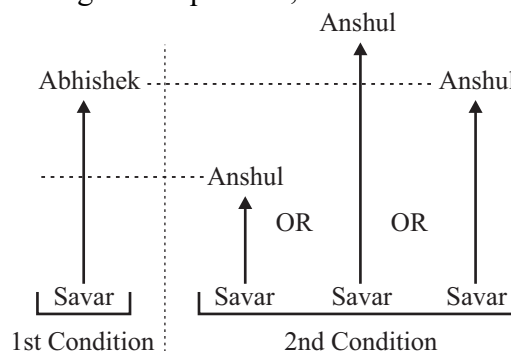 Anshul
Abhishek Anshul
Anshul
OR OR
Savar Savar Savar Savar
1st Condition 2nd Condition